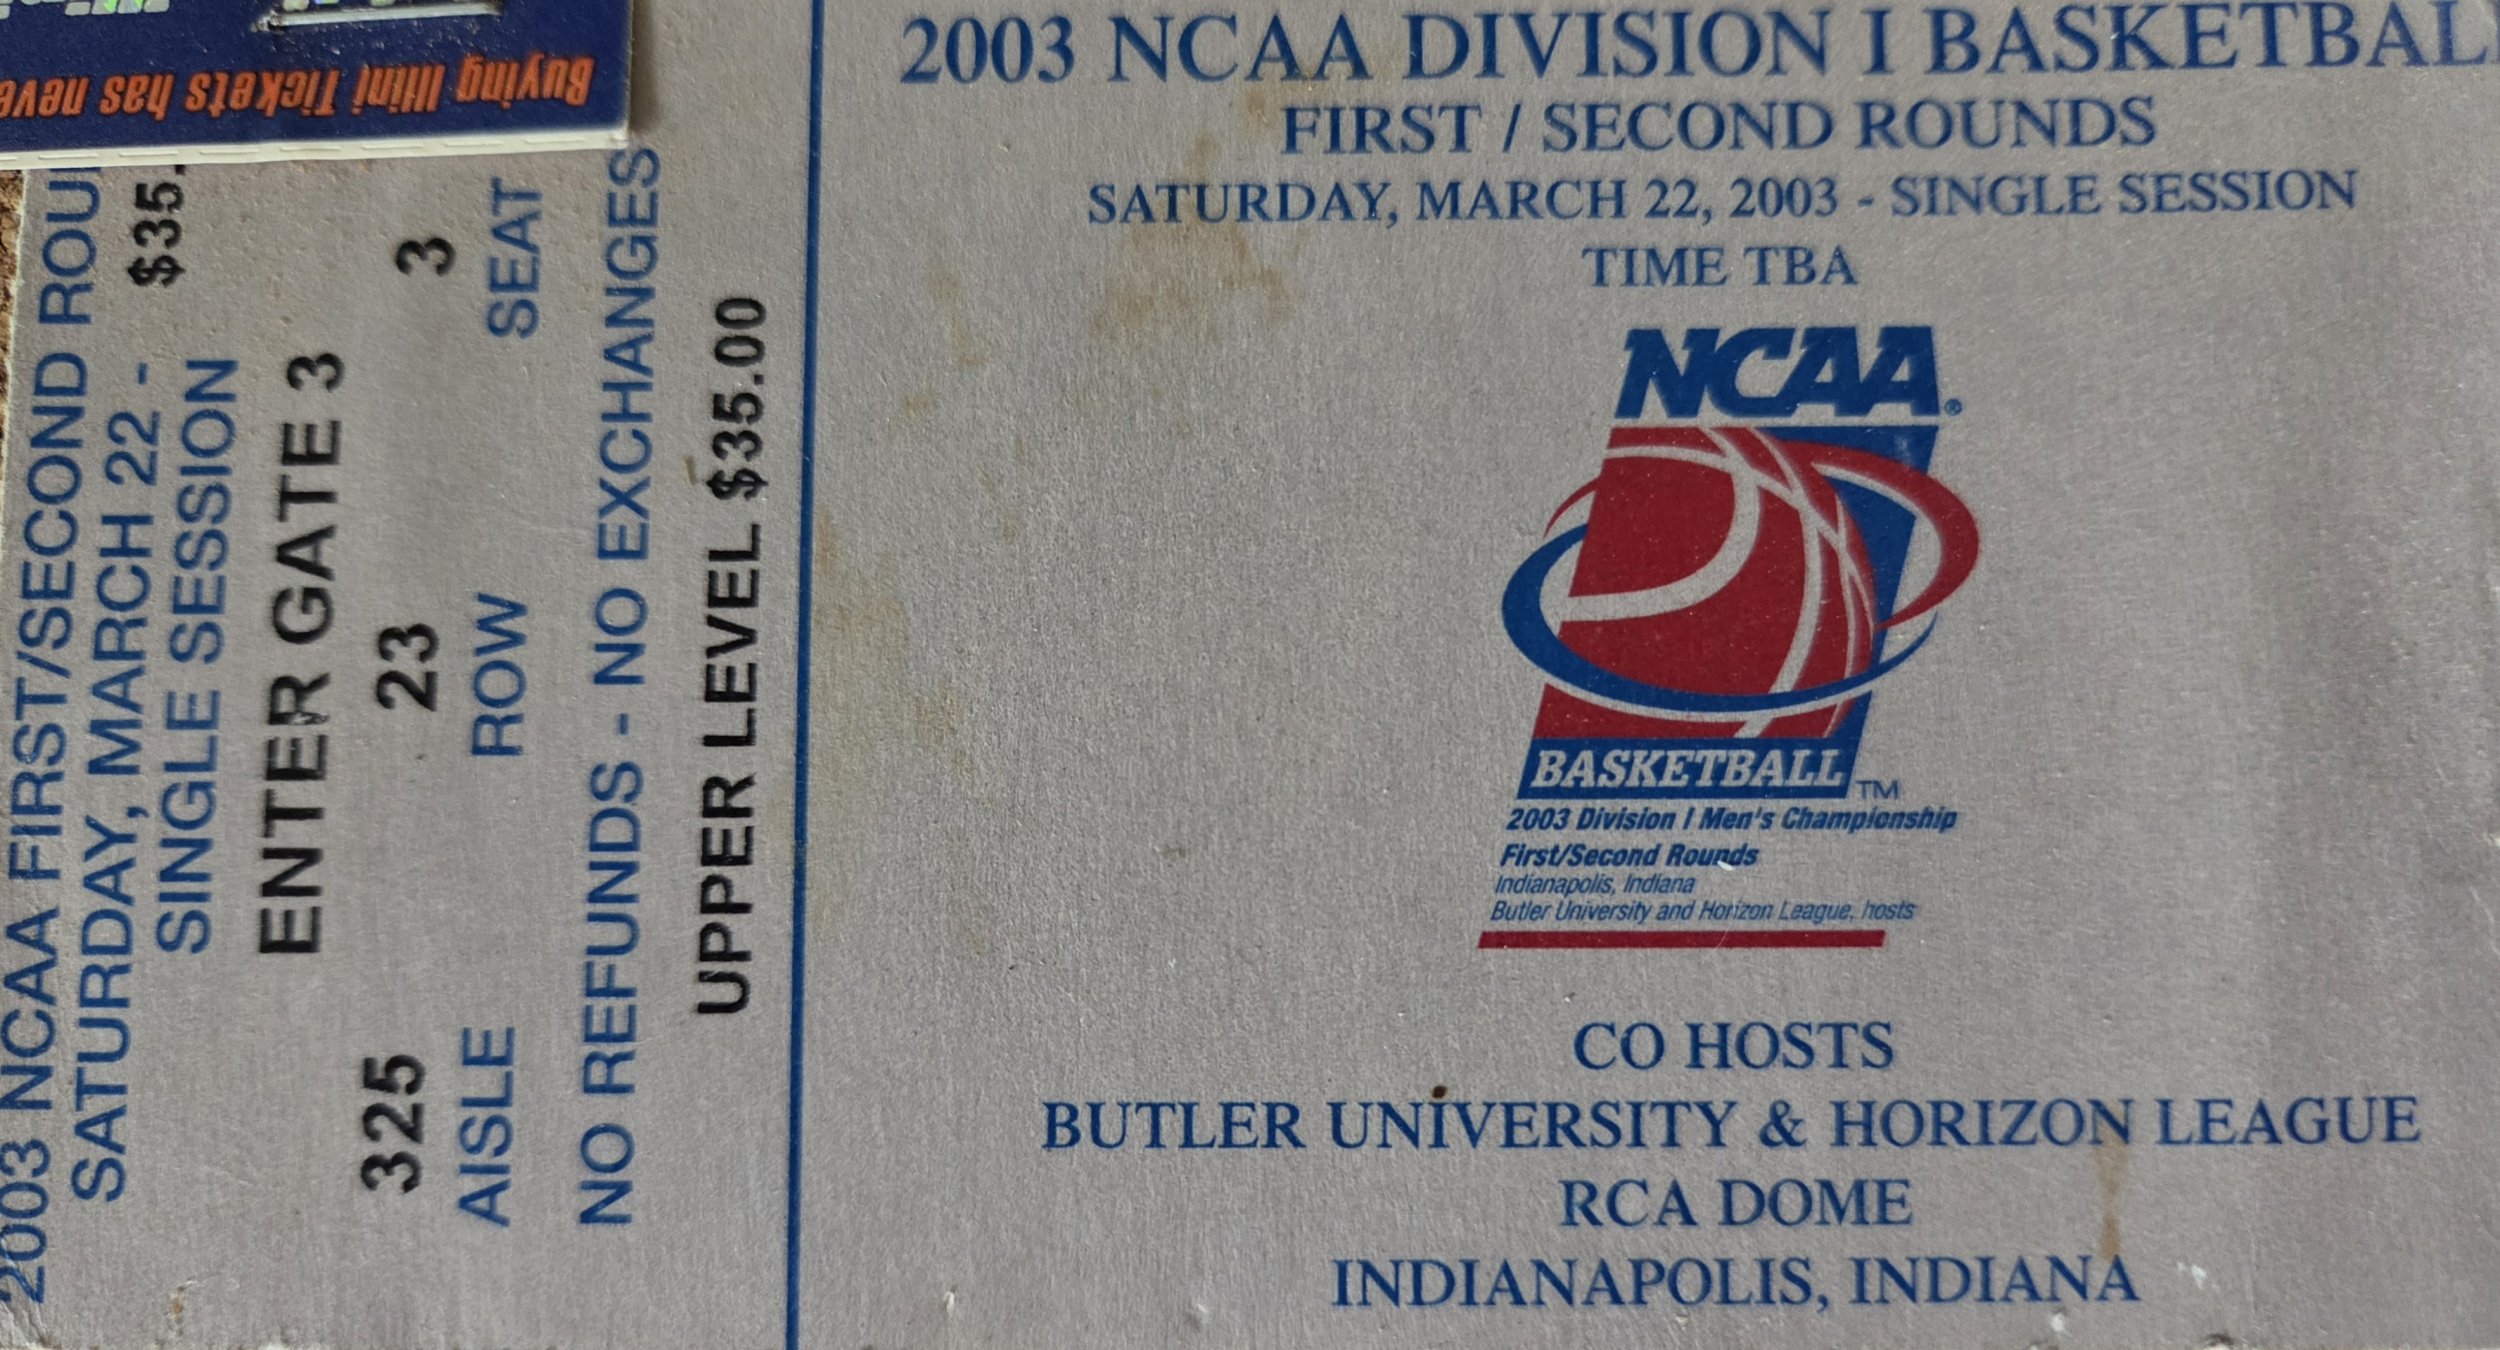 Buying Illini Tickets has
2003 NCAA FIRST/SECOND
$35.
SATURDAY, MARCH 22 -
SINGLE SESSION
ENTER GATE 3
325 23 3
AISLE ROW SEAT
NO REFUNDS - NO EXCHANGES
UPPER LEVEL $35.00
2003 NCAA DIVISION I BASKETBAL
FIRST / SECOND ROUNDS
SATURDAY, MARCH 22, 2003 - SINGLE SESSION
TIME TBA
NCAA®
BASKETBALL TM
2003 Division I Men's Championship
First/Second Rounds
Indianapolis, Indiana
Butler University and Horizon League, hosts
CO HOSTS
BUTLER UNIVERSITY & HORIZON LEAGUE
RCA DOME
INDIANAPOLIS, INDIANA